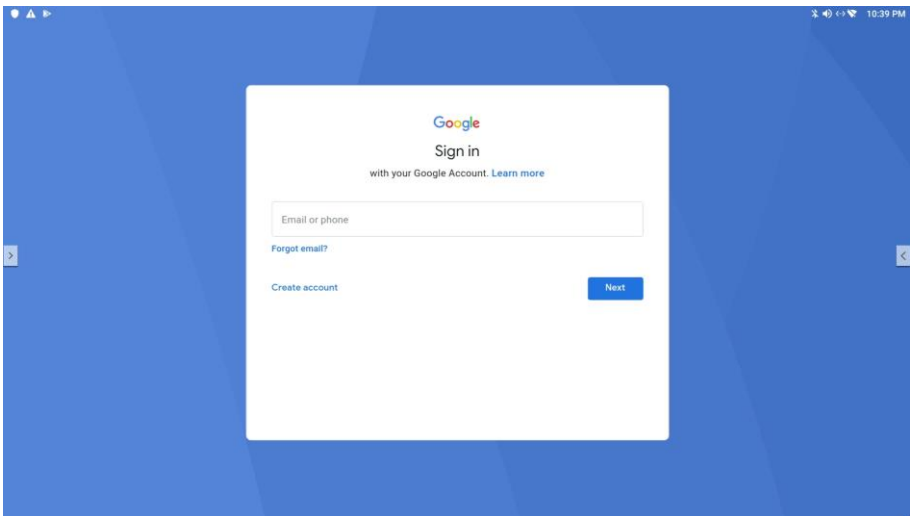 10:39 PM
Google
Sign in
with your Google Account. Learn more
Email or phone
Forgot email?
Create account
Next